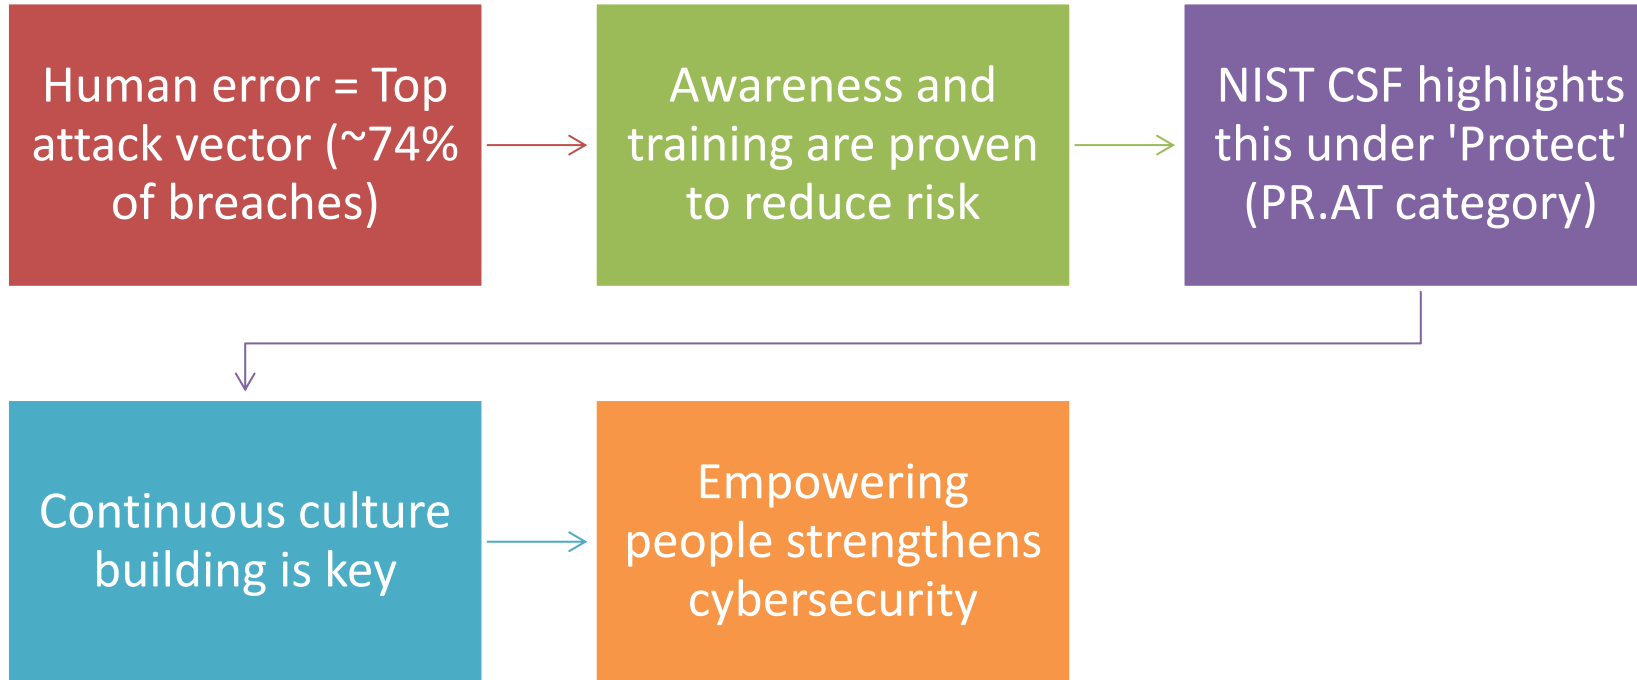 Human error = Top
attack vector (~74%
of breaches)
Awareness and
training are proven
to reduce risk
NIST CSF highlights
this under 'Protect'
(PR.AT category)
Continuous culture
building is key
Empowering
people strengthens
cybersecurity